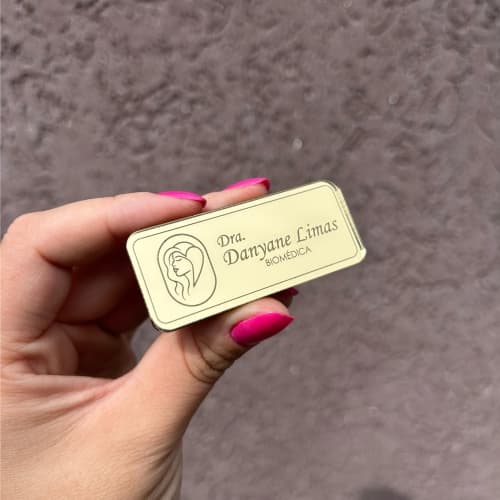 Dra.
Danyane Limas
BIOMÉDICA